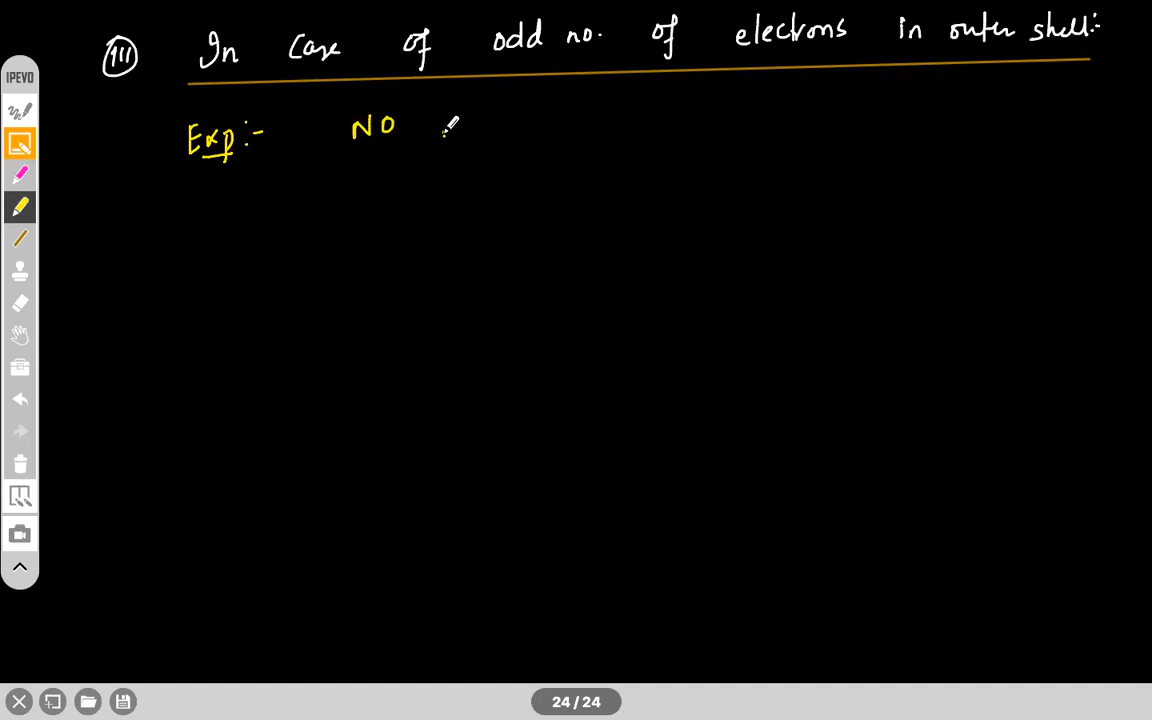 (iii) In Case of odd no. of electrons in outer shell:-
IPEVO
Exp:- NO
24 / 24